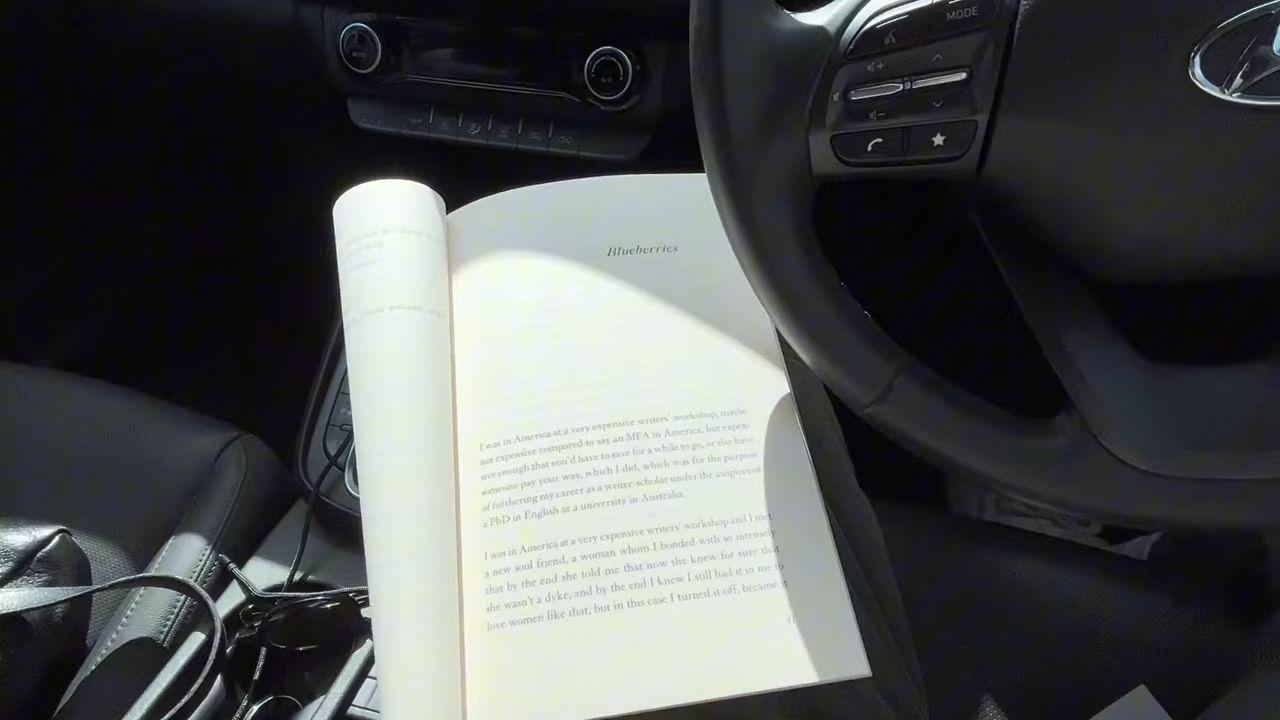 MODE
Blueberries
I was in America at a very expensive writers' workshop, maybe
not expensive compared to say an MFA in America, but expen-
sive enough that you'd have to save for a while to go, or else have
someone pay your way, which I did, which was for the purpose
of furthering my career as a writer-scholar under the auspices of
a PhD in English at a university in Australia.
I was in America at a very expensive writers' workshop and I met
a new soul friend, a woman whom I bonded with so intensely
that by the end she told me that now she knew for sure that
she wasn't a dyke, and by the end I knew I still had it in me to
love women like that, but in this case I turned it off, because it